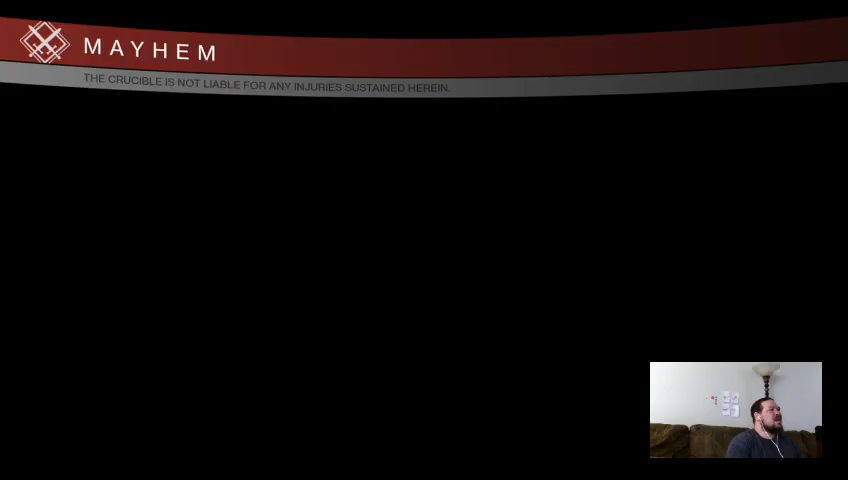 MAYHEM
THE CRUCIBLE IS NOT LIABLE FOR ANY INJURIES SUSTAINED HEREIN.